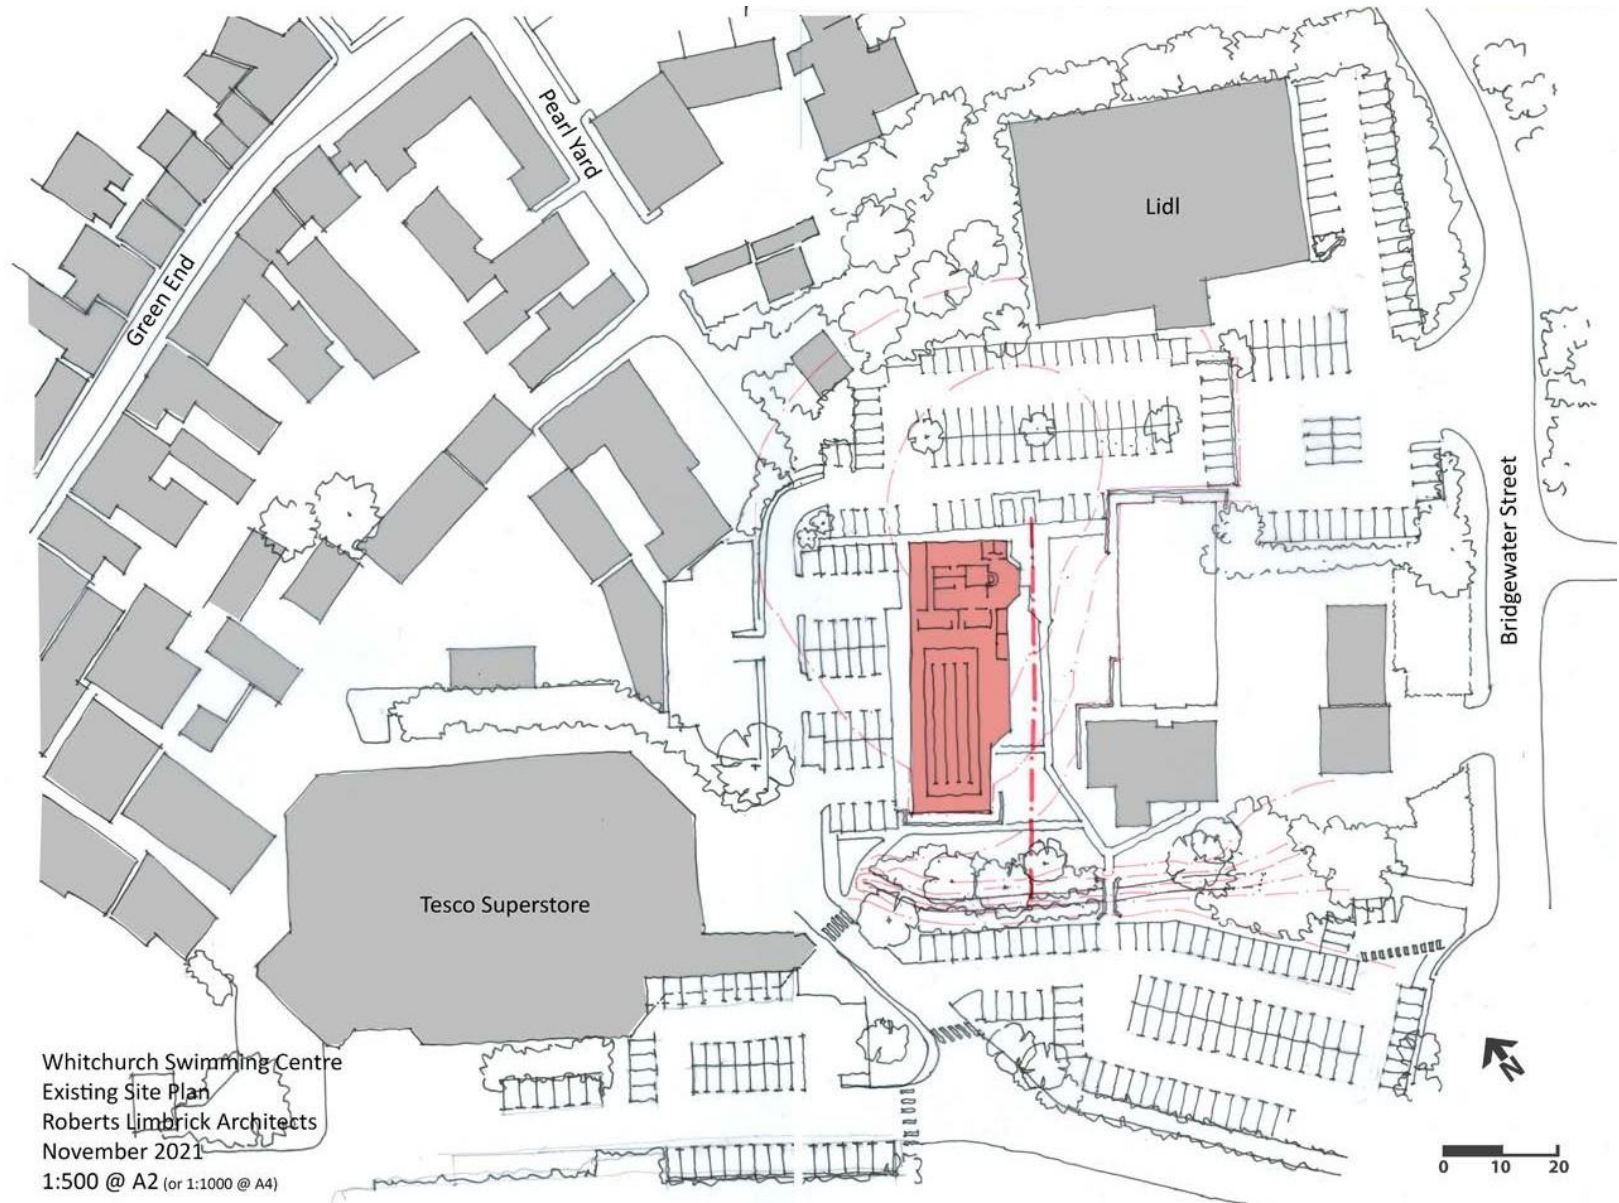 Pearl Yard
Green End
Lidl
Bridgewater Street
Tesco Superstore
Whitchurch Swimming Centre
Existing Site Plan
Roberts Limbrick Architects
November 2021
1:500 @ A2 (or 1:1000 @ A4)
N
0 10 20